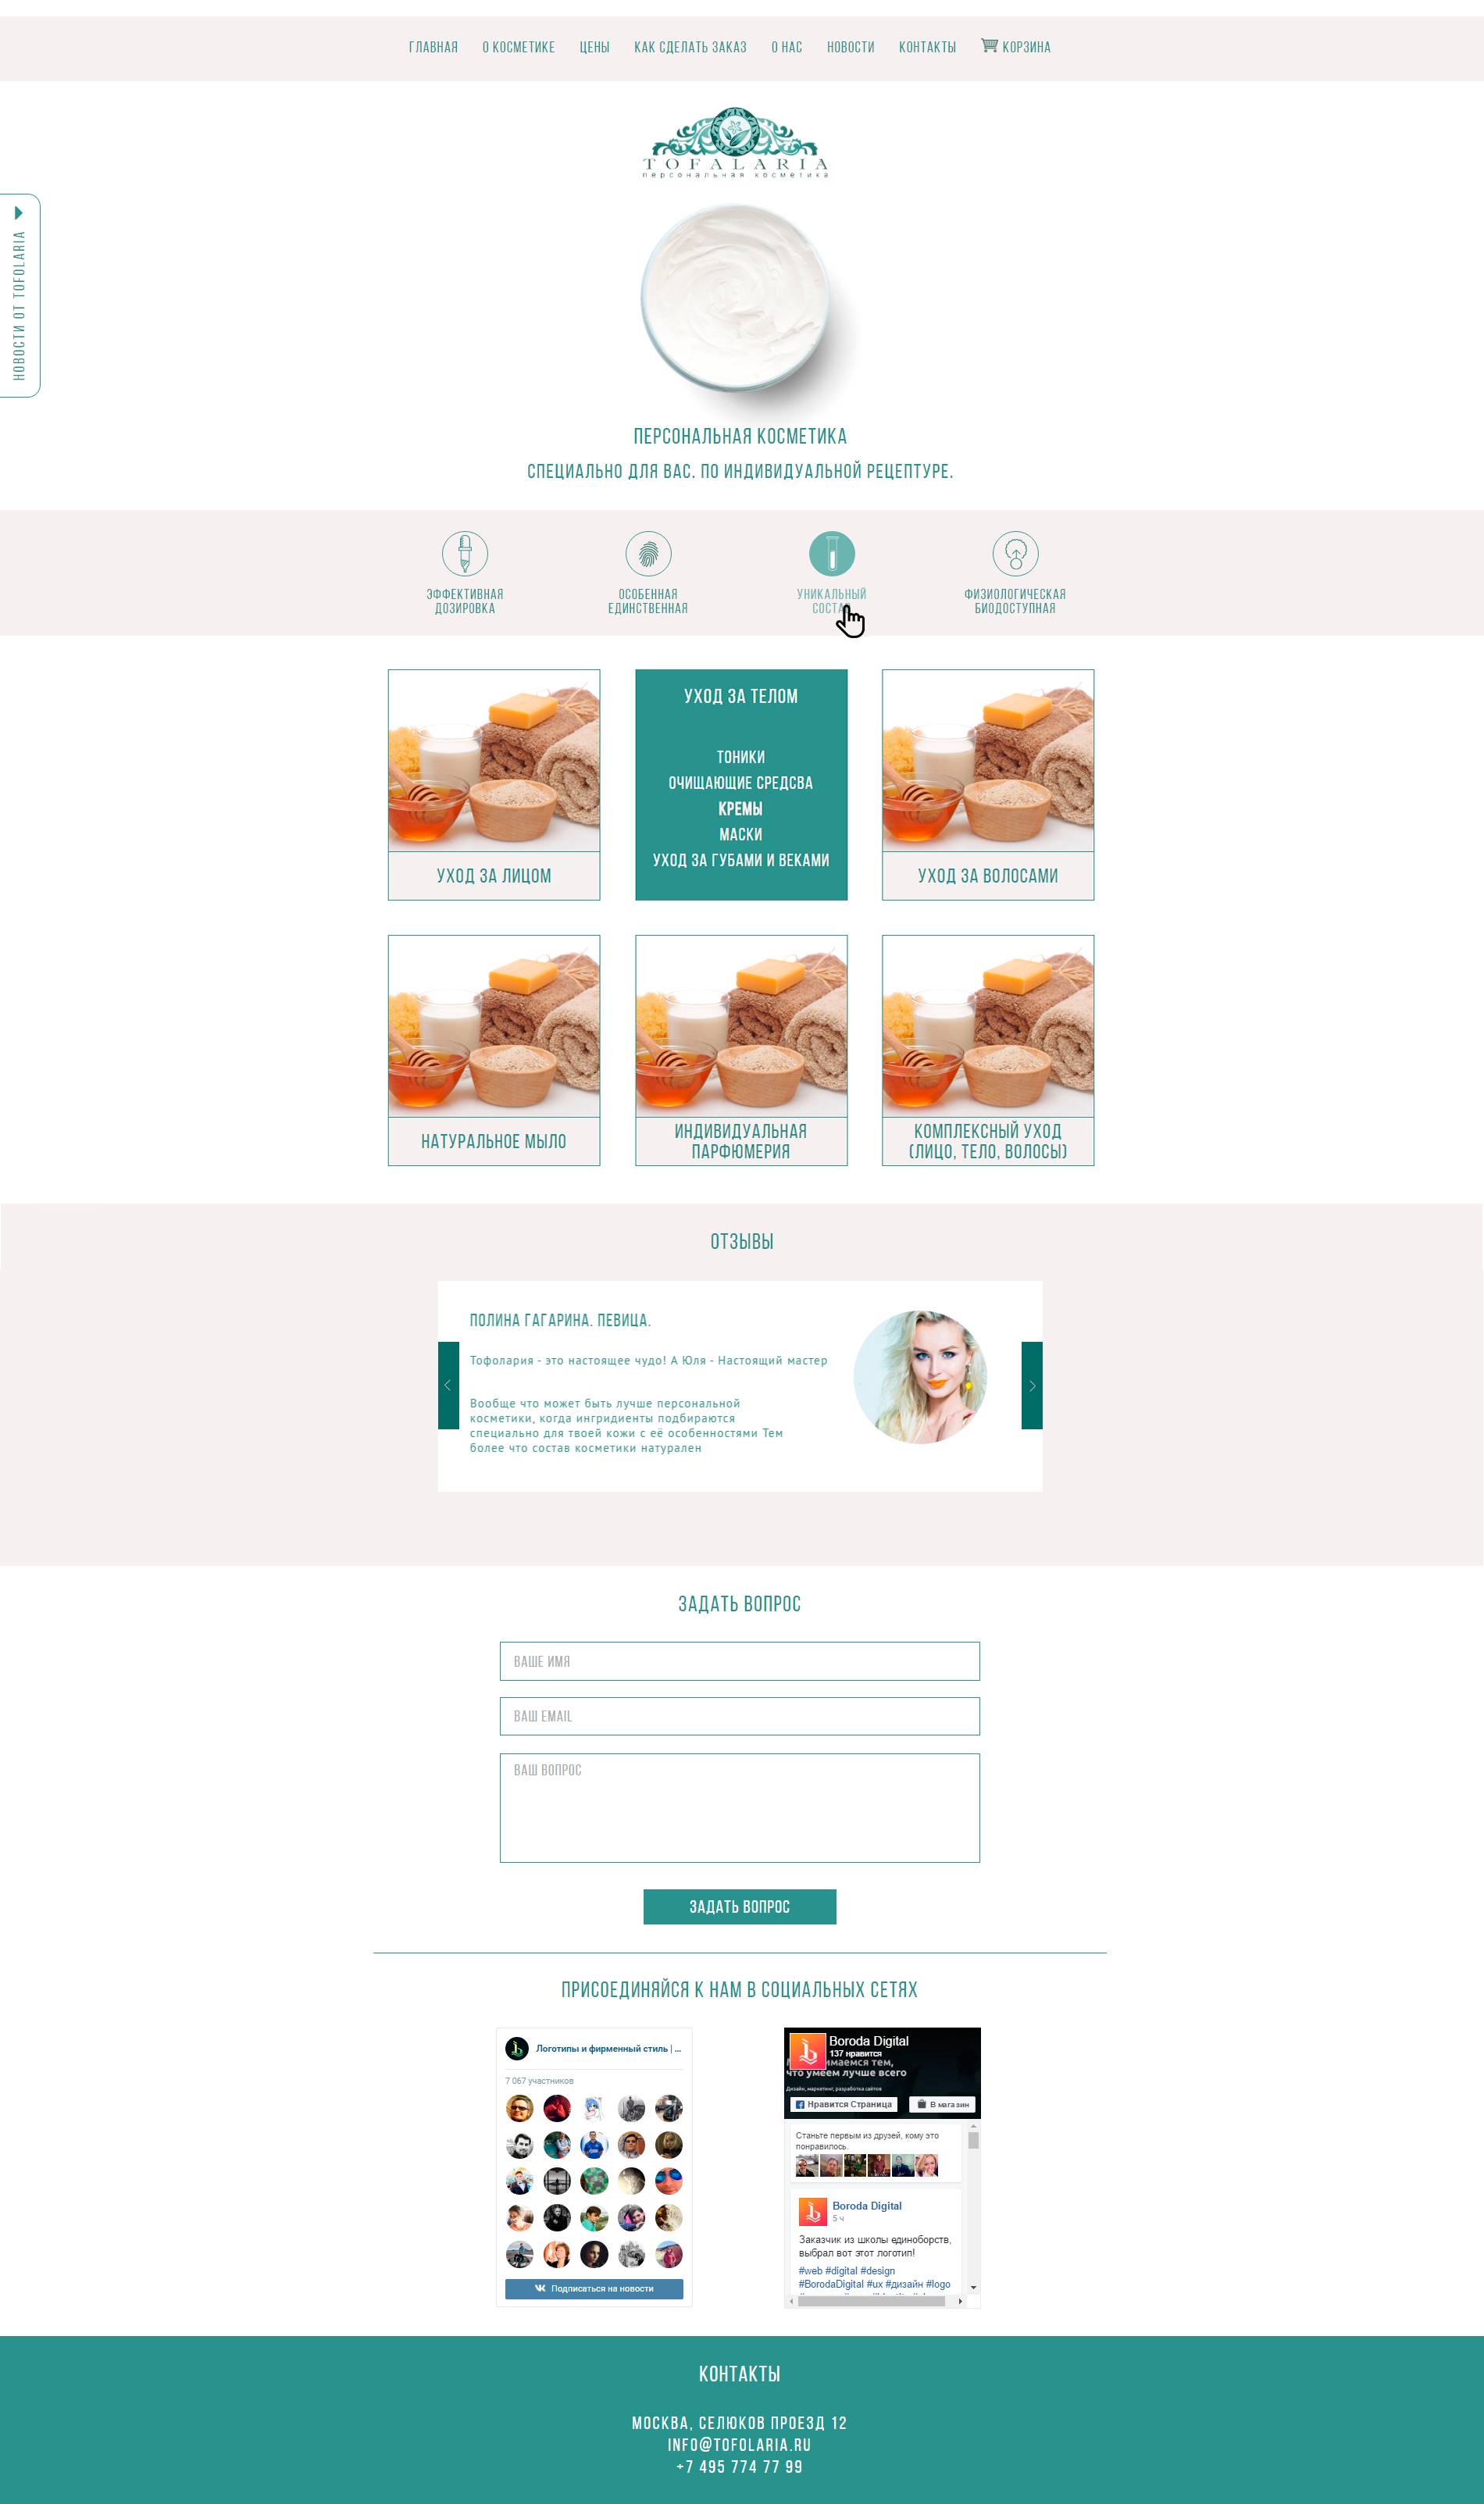 ГЛАВНАЯ О КОСМЕТИКЕ ЦЕНЫ КАК СДЕЛАТЬ ЗАКАЗ О НАС НОВОСТИ КОНТАКТЫ КОРЗИНА
TOFALARIA
персональная косметика
НОВОСТИ ОТ TOFOLARIA
ПЕРСОНАЛЬНАЯ КОСМЕТИКА
СПЕЦИАЛЬНО ДЛЯ ВАС. ПО ИНДИВИДУАЛЬНОЙ РЕЦЕПТУРЕ.
ЭФФЕКТИВНАЯ
ДОЗИРОВКА
ОСОБЕННАЯ
ЕДИНСТВЕННАЯ
УНИКАЛЬНЫЙ
СОСТАВ
ФИЗИОЛОГИЧЕСКАЯ
БИОДОСТУПНАЯ
УХОД ЗА ЛИЦОМ
УХОД ЗА ТЕЛОМ
ТОНИКИ
ОЧИЩАЮЩИЕ СРЕДСВА
КРЕМЫ
МАСКИ
УХОД ЗА ГУБАМИ И ВЕКАМИ
УХОД ЗА ВОЛОСАМИ
НАТУРАЛЬНОЕ МЫЛО
ИНДИВИДУАЛЬНАЯ
ПАРФЮМЕРИЯ
КОМПЛЕКСНЫЙ УХОД
(ЛИЦО, ТЕЛО, ВОЛОСЫ)
ОТЗЫВЫ
ПОЛИНА ГАГАРИНА. ПЕВИЦА.
Тофолария - это настоящее чудо! А Юля - Настоящий мастер
Вообще что может быть лучше персональной
косметики, когда ингридиенты подбираются
специально для твоей кожи с её особенностями Тем
более что состав косметики натурален
ЗАДАТЬ ВОПРОС
ВАШЕ ИМЯ
ВАШ EMAIL
ВАШ ВОПРОС
ЗАДАТЬ ВОПРОС
ПРИСОЕДИНЯЙСЯ К НАМ В СОЦИАЛЬНЫХ СЕТЯХ
Логотипы и фирменный стиль | ...
7 067 участников
Подписаться на новости
Boroda Digital
137 нравится
что умеем лучше всего
Дизайн, маркетинг, разработка сайтов
Нравится Страница
В магазин
Станьте первым из друзей, кому это
понравилось.
Boroda Digital
5 ч
Заказчик из школы единоборств,
выбрал вот этот логотип!
#web #digital #design
#BorodaDigital #ux #дизайн #logo
КОНТАКТЫ
МОСКВА, СЕЛЮКОВ ПРОЕЗД 12
INFO@TOFOLARIA.RU
+7 495 774 77 99